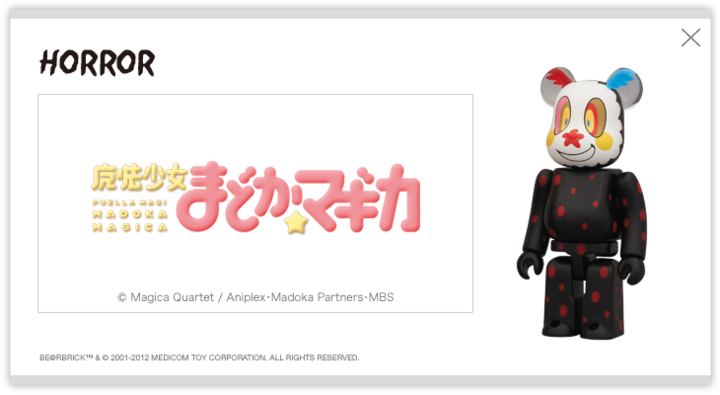 HORROR
魔法少女
まどか☆マギカ
PUELLA MAGI
MADOKA
MAGICA
© Magica Quartet / Aniplex・Madoka Partners・MBS
BE@RBRICK™ & © 2001-2012 MEDICOM TOY CORPORATION. ALL RIGHTS RESERVED.